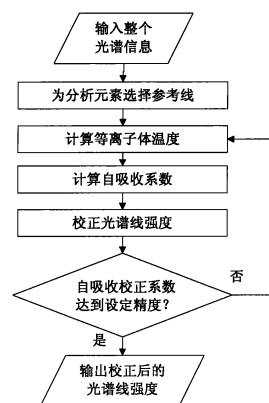 输入整个
光谱信息
为分析元素选择参考线
计算等离子体温度
计算自吸收系数
校正光谱线强度
自吸收校正系数
达到设定精度？
否
是
输出校正后的
光谱线强度